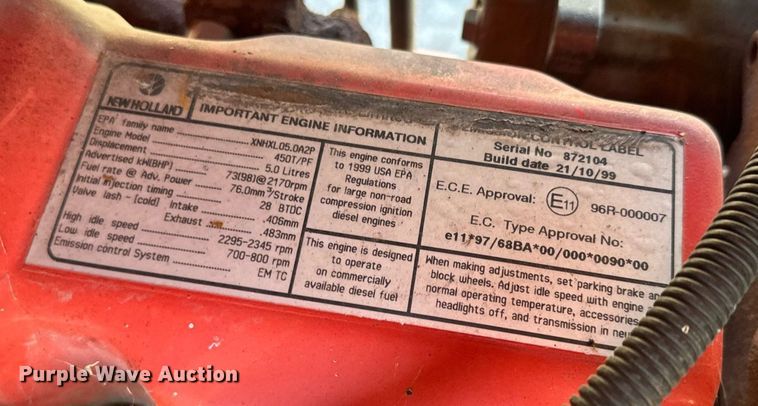 NEW HOLLAND
IMPORTANT ENGINE INFORMATION
EPA family name XNHXL05.0A2P
Engine Model 450T/PF
Displacement 5.0 Litres
Advertised kW(BHP) 73(98)@2170rpm
Fuel rate @ Adv. Power 76.0mm³/Stroke
Initial injection timing 28 BTDC
Valve lash - [cold] Intake .406mm
Exhaust .483mm
High idle speed 2295-2345 rpm
Low idle speed 700-800 rpm
Emission control System EM TC
This engine conforms
to 1999 USA EPA
Regulations
for large non-road
compression ignition
diesel engines
This engine is designed
to operate
on commercially
available diesel fuel
EMISSION CONTROL LABEL
Serial No 872104
Build date 21/10/99
E.C.E. Approval: E11 96R-000007
E.C. Type Approval No:
e11*97/68BA*00/000*0090*00
When making adjustments, set parking brake an
block wheels. Adjust idle speed with engine
normal operating temperature, accessories
headlights off, and transmission in neu
Purple Wave Auction